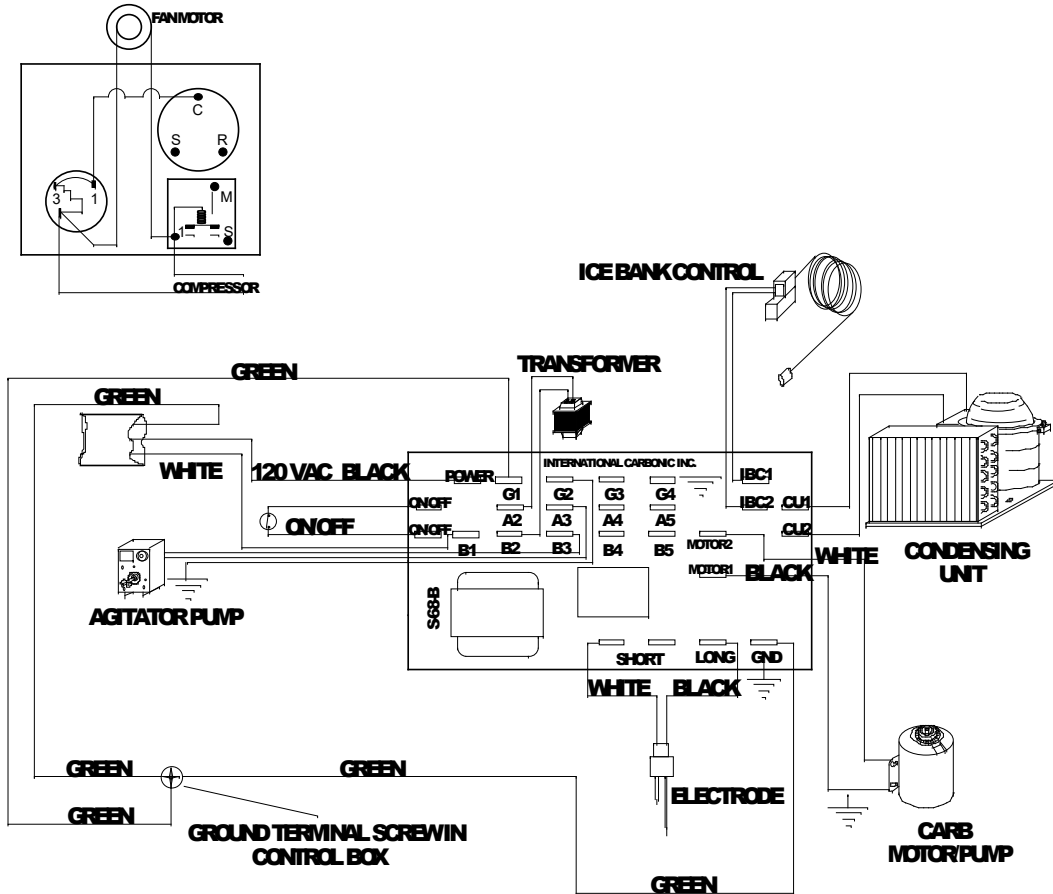 FAN MOTOR
C
S R
3 1
M
1 S
COMPRESSOR
ICE BANK CONTROL
TRANSFORMER
GREEN
GREEN
WHITE
120 VAC BLACK
POWER
INTERNATIONAL CARBONIC INC.
IBC1
G1 G2 G3 G4
ON/OFF
IBC2 CU1
A2 A3 A4 A5
ON/OFF
ON/OFF
CU2
B1 B2 B3 B4 B5
MOTOR2
WHITE
CONDENSING
UNIT
MOTOR1
BLACK
AGITATOR PUMP
S68-B
SHORT
LONG
GND
WHITE
BLACK
GREEN
GREEN
ELECTRODE
GREEN
GROUND TERMINAL SCREW IN
CONTROL BOX
CARB
MOTOR/PUMP
GREEN